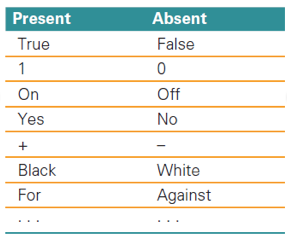 Present Absent
True False
1 0
On Off
Yes No
+ −
Black White
For Against
. . . . . .